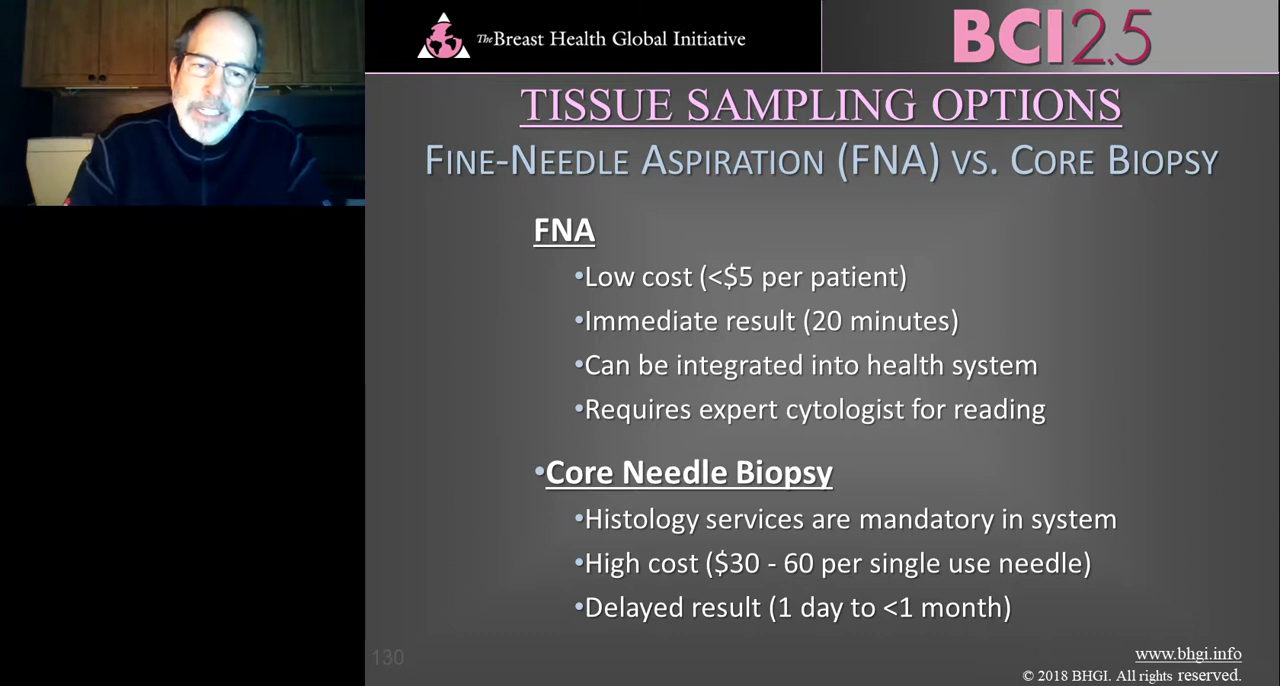 The Breast Health Global Initiative
BCI2.5
TISSUE SAMPLING OPTIONS
FINE-NEEDLE ASPIRATION (FNA) VS. CORE BIOPSY
FNA
•Low cost (<$5 per patient)
•Immediate result (20 minutes)
•Can be integrated into health system
•Requires expert cytologist for reading
•Core Needle Biopsy
•Histology services are mandatory in system
•High cost ($30 - 60 per single use needle)
•Delayed result (1 day to <1 month)
130
www.bhgi.info
© 2018 BHGI. All rights reserved.